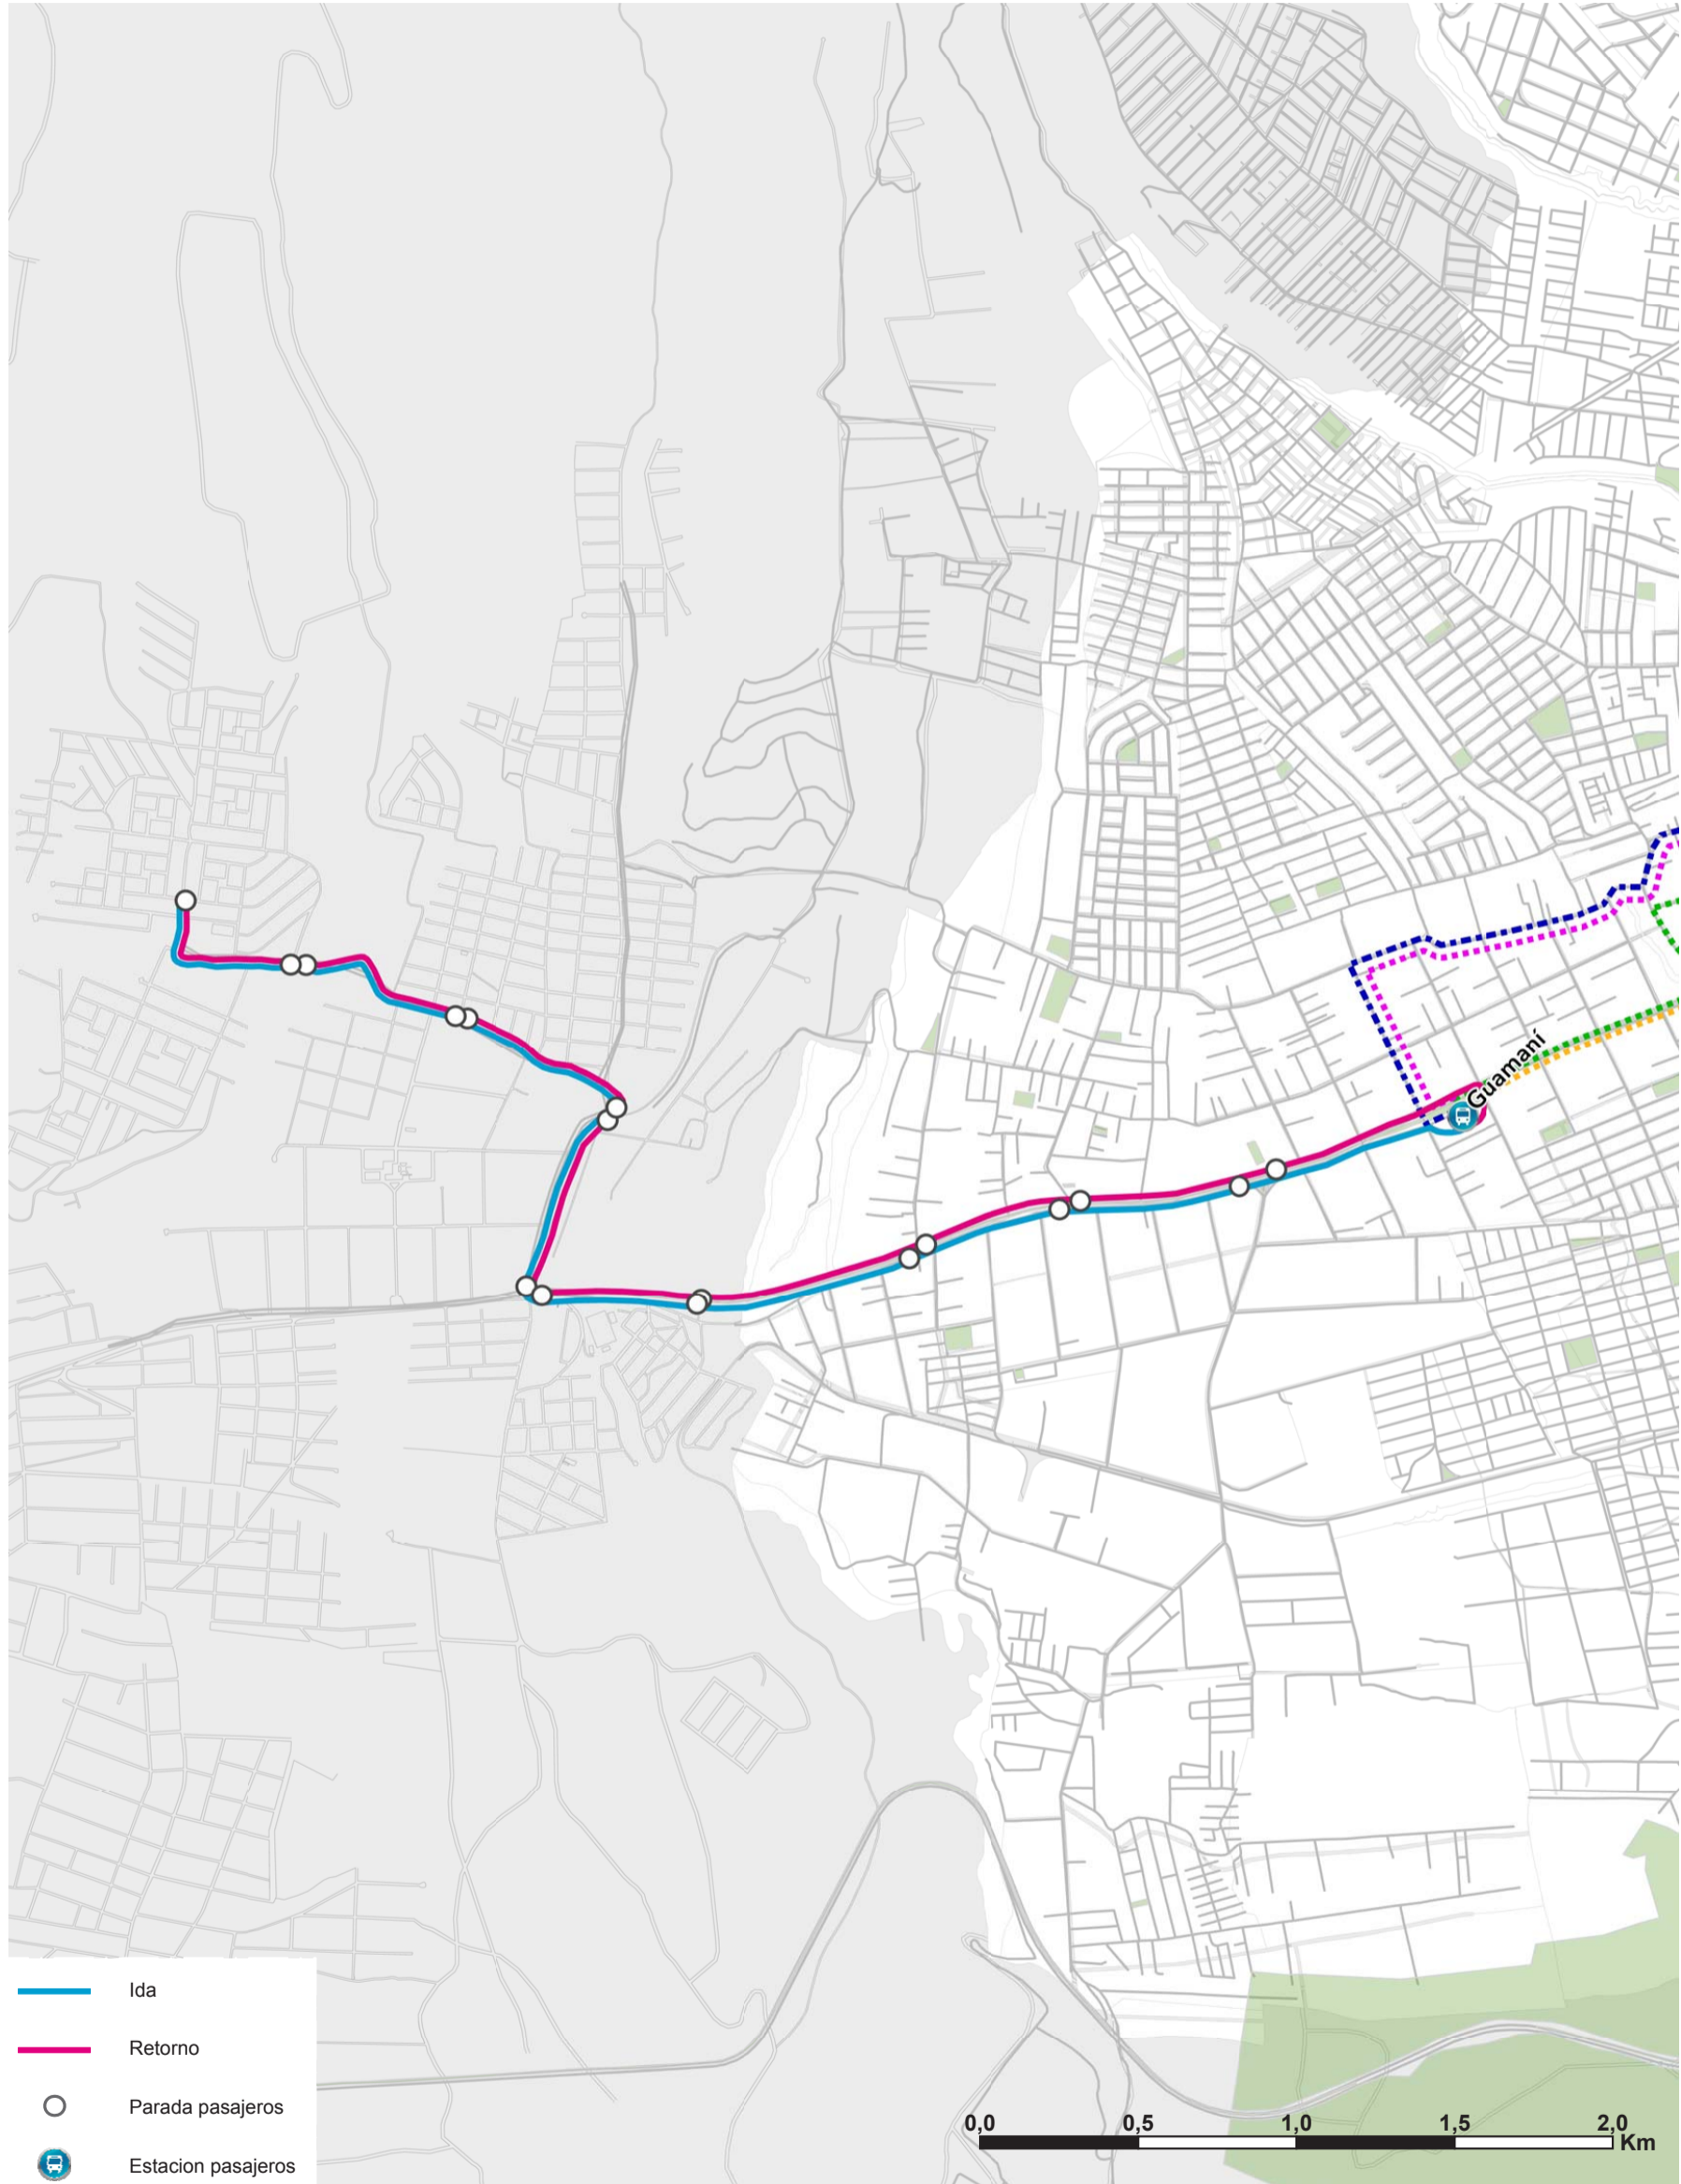 Guamaní
Ida
Retorno
Parada pasajeros
Estacion pasajeros
0,0 0,5 1,0 1,5 2,0
Km